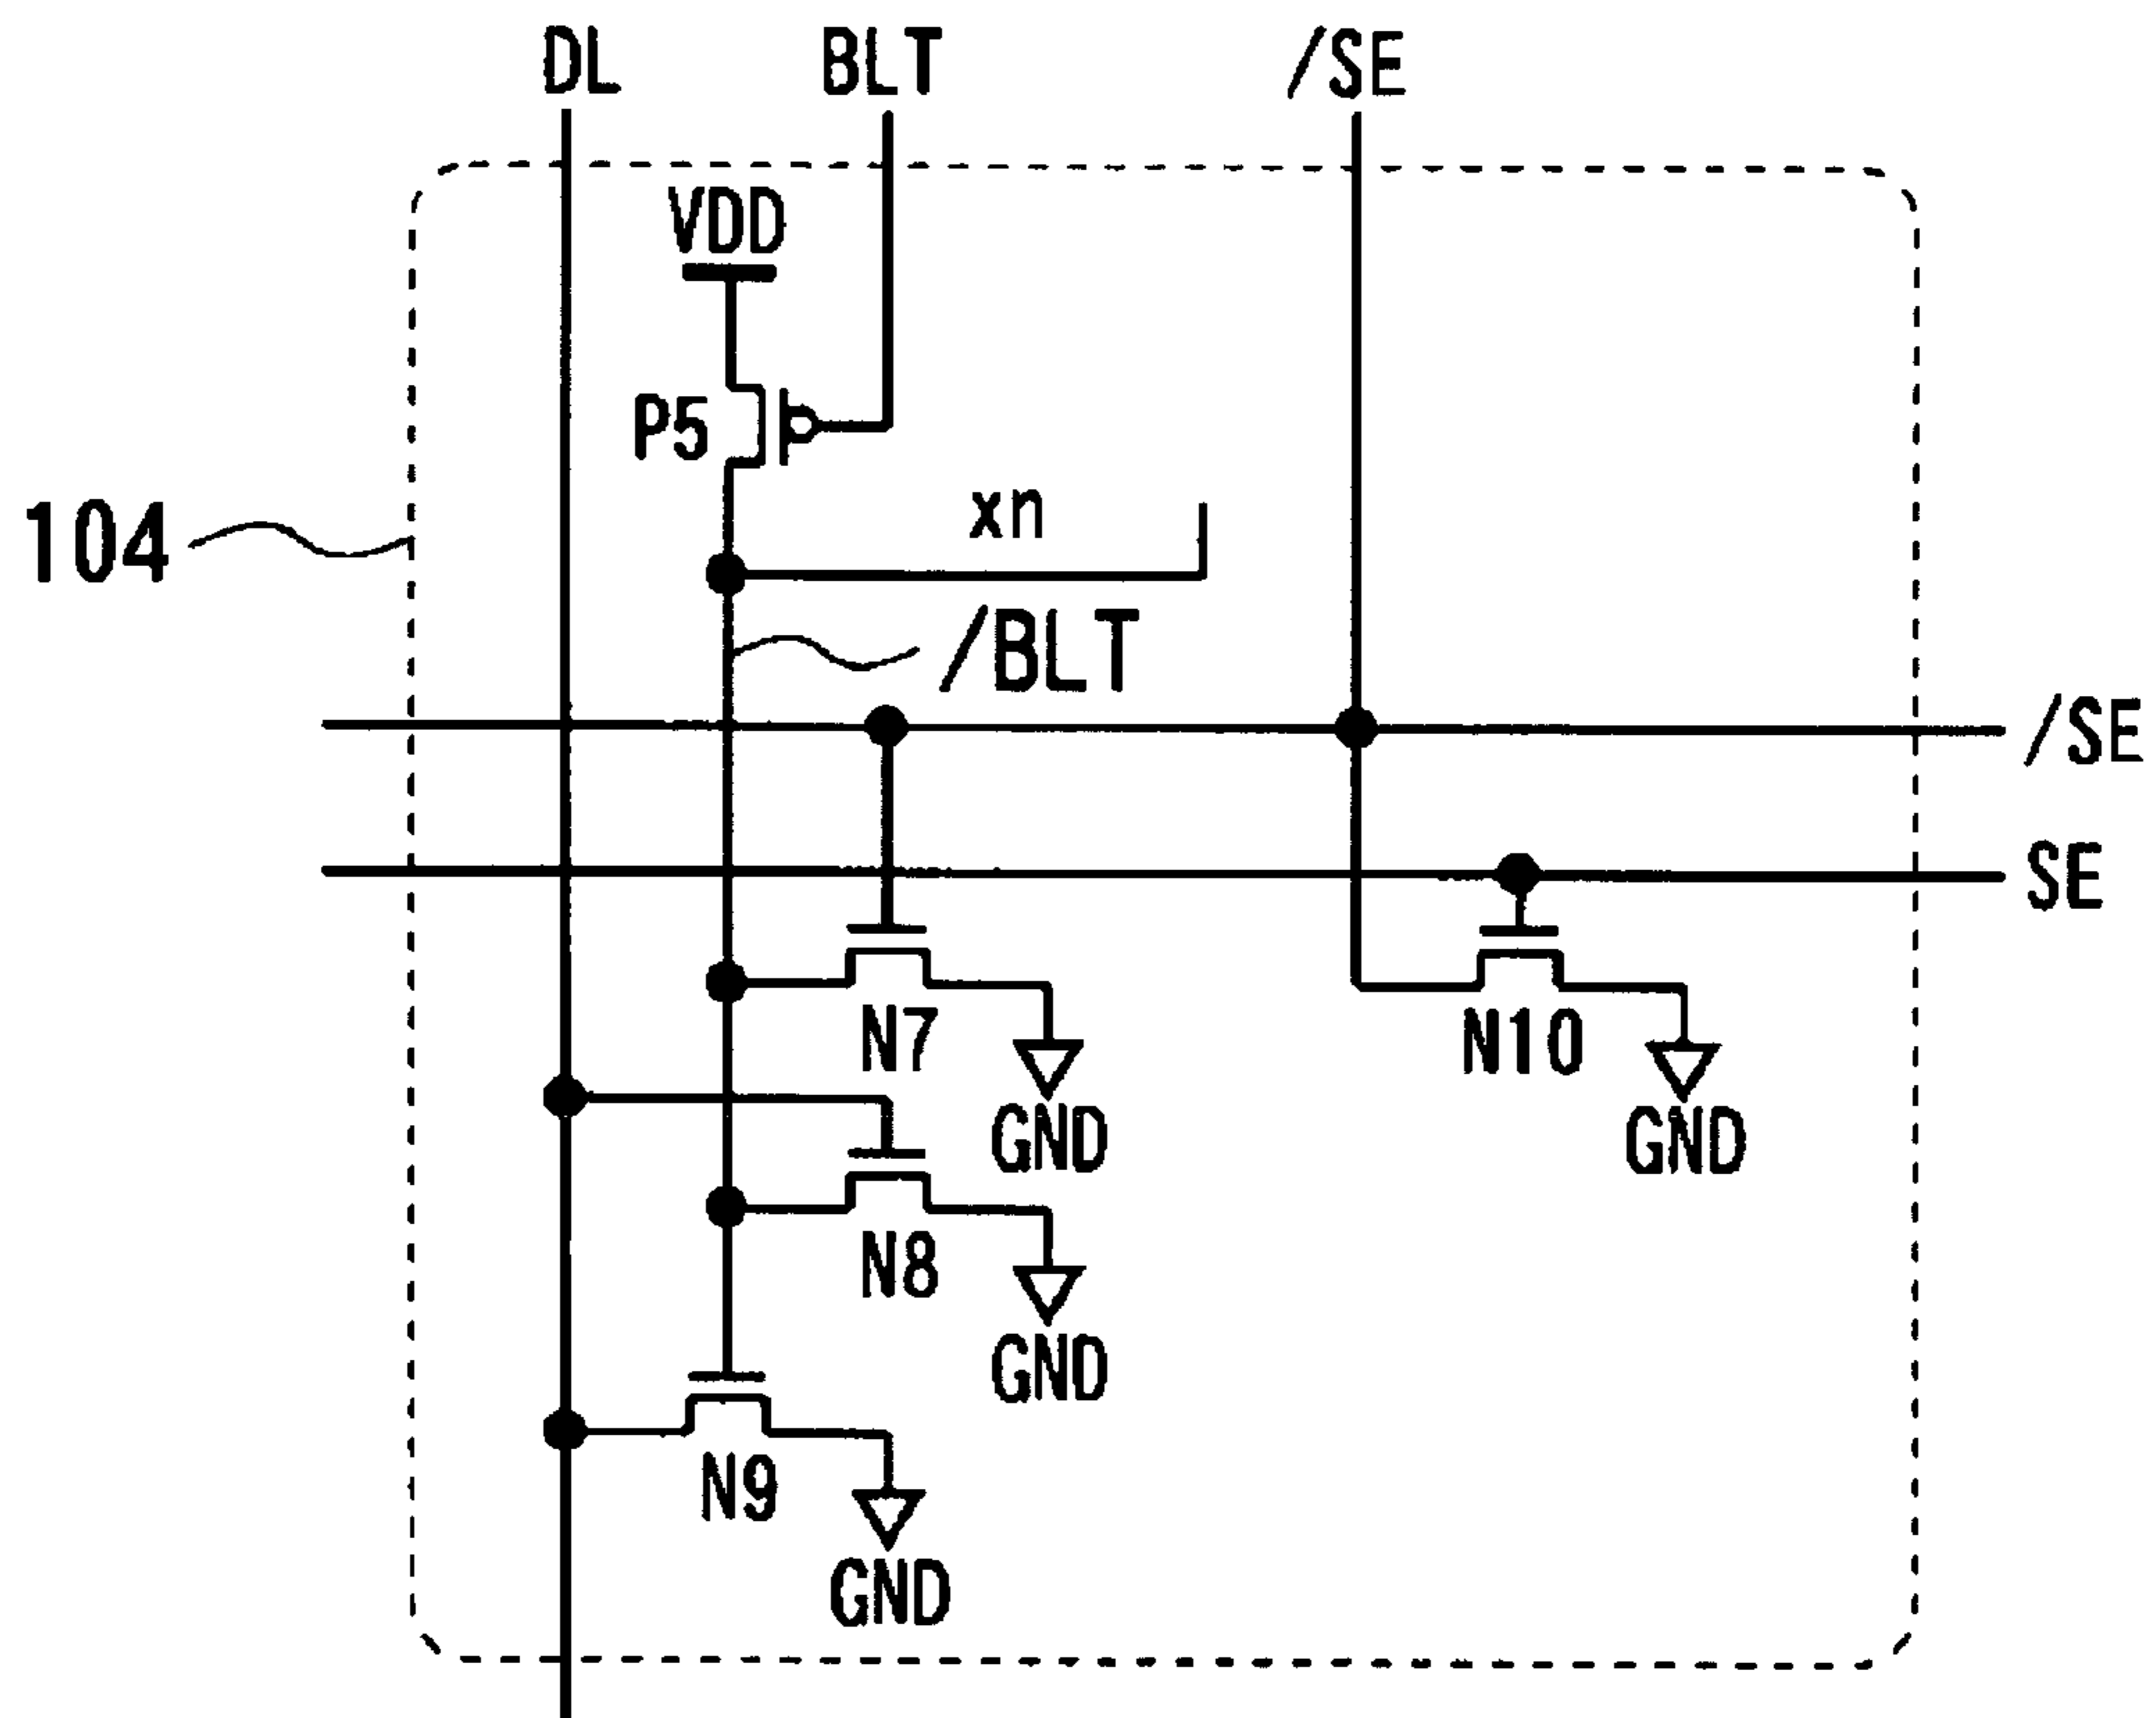 DL BLT /SE
VDD
P5
104
xn
/BLT
/SE
SE
N7
N10
GND
GND
N8
GND
N9
GND